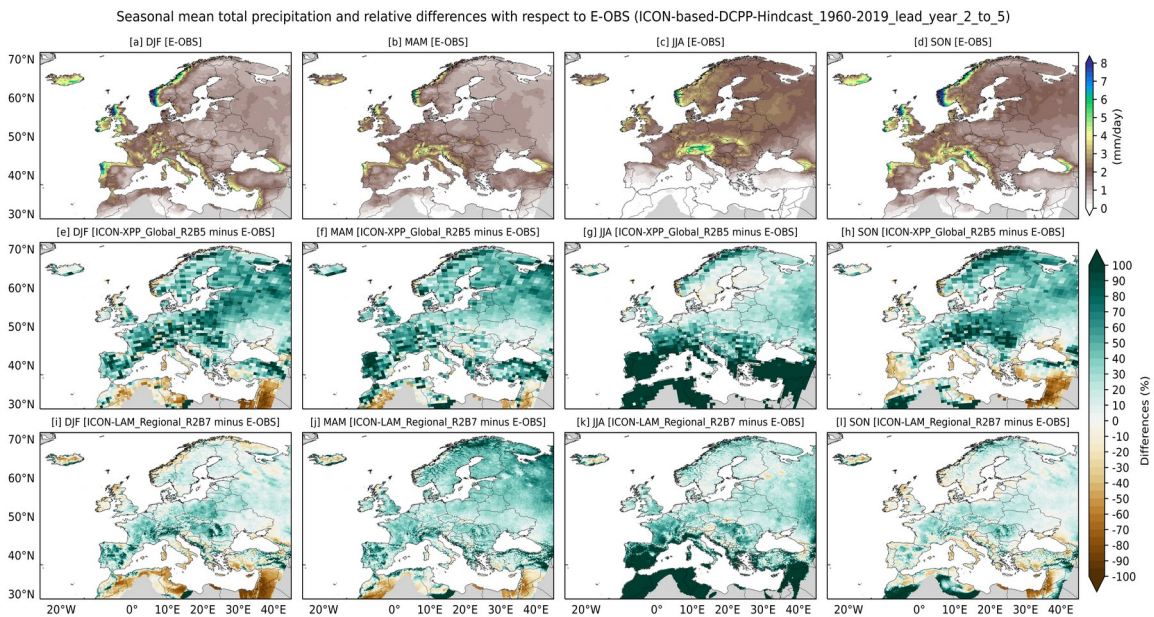 Seasonal mean total precipitation and relative differences with respect to E-OBS (ICON-based-DCPP-Hindcast_1960-2019_lead_year_2_to_5)
[a] DJF [E-OBS]
[b] MAM [E-OBS]
[c] JJA [E-OBS]
[d] SON [E-OBS]
70°N
60°N
50°N
40°N
30°N
8
7
6
5
4
3
2
1
0
(mm/day)
[e] DJF [ICON-XPP_Global_R2B5 minus E-OBS]
[f] MAM [ICON-XPP_Global_R2B5 minus E-OBS]
[g] JJA [ICON-XPP_Global_R2B5 minus E-OBS]
[h] SON [ICON-XPP_Global_R2B5 minus E-OBS]
70°N
60°N
50°N
40°N
30°N
[i] DJF [ICON-LAM_Regional_R2B7 minus E-OBS]
[j] MAM [ICON-LAM_Regional_R2B7 minus E-OBS]
[k] JJA [ICON-LAM_Regional_R2B7 minus E-OBS]
[l] SON [ICON-LAM_Regional_R2B7 minus E-OBS]
70°N
60°N
50°N
40°N
30°N
100
90
80
70
60
50
40
30
20
10
0
-10
-20
-30
-40
-50
-60
-70
-80
-90
-100
Differences (%)
20°W 0° 10°E 20°E 30°E 40°E
20°W 0° 10°E 20°E 30°E 40°E
20°W 0° 10°E 20°E 30°E 40°E
20°W 0° 10°E 20°E 30°E 40°E